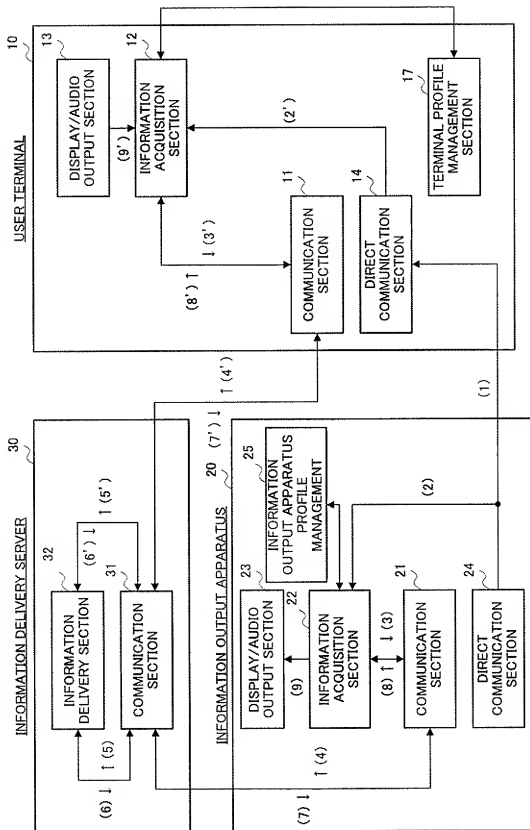 INFORMATION OUTPUT APPARATUS
20
23
DISPLAY/AUDIO
OUTPUT SECTION
25
INFORMATION
OUTPUT APPARATUS
PROFILE
MANAGEMENT
(9)
22
INFORMATION
ACQUISITION
SECTION
(8) ↑ ↓(3)
(2)
21
COMMUNICATION
SECTION
24
DIRECT
COMMUNICATION
SECTION
INFORMATION DELIVERY SERVER
30
32
INFORMATION
DELIVERY SECTION
(6) ↓ ↑(5)
(6') ↓ ↑(5')
31
COMMUNICATION
SECTION
(7) ↓ ↑(4)
(7') ↓ ↑(4')
(1)
USER TERMINAL
10
13
DISPLAY/AUDIO
OUTPUT SECTION
(9')
12
INFORMATION
ACQUISITION
SECTION
(8') ↑ ↓(3')
(2')
11
COMMUNICATION
SECTION
14
DIRECT
COMMUNICATION
SECTION
17
TERMINAL PROFILE
MANAGEMENT
SECTION